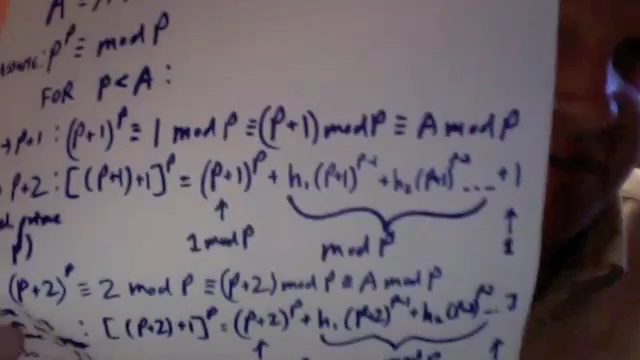 A =
: P^P ≡ mod P
FOR P < A :
→ P+1 : (P+1)^P ≡ 1 mod P ≡ (P+1) mod P ≡ A mod P
P+2 : [(P+1)+1]^P = (P+1)^P + h₁(P+1)^P-1 + h₂(P+1)^P-2 .... + 1
↑ ↑
1 mod P mod P 1
P)
(P+2)^P ≡ 2 mod P ≡ (P+2) mod P ≡ A mod P
: [(P+2)+1]^P = (P+2)^P + h₁(P+2)^P-1 + h₂(P+2)^P-2 ...